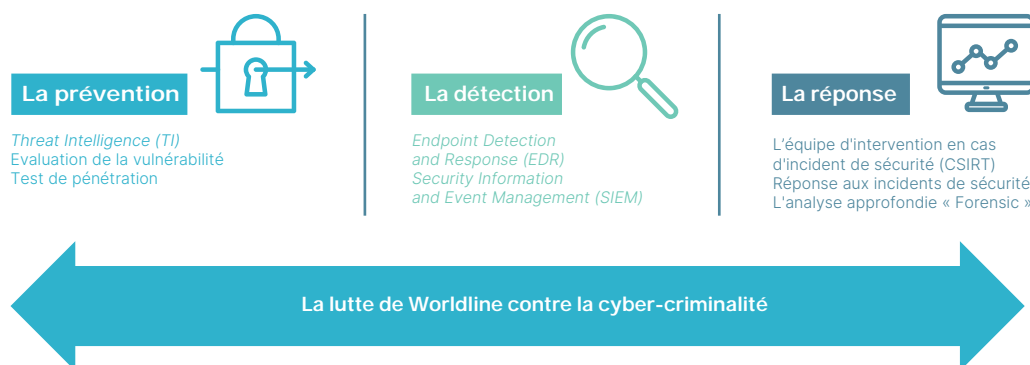 La prévention
Threat Intelligence (TI)
Evaluation de la vulnérabilité
Test de pénétration
La détection
Endpoint Detection
and Response (EDR)
Security Information
and Event Management (SIEM)
La réponse
L'équipe d'intervention en cas
d'incident de sécurité (CSIRT)
Réponse aux incidents de sécurité
L'analyse approfondie « Forensic »
La lutte de Worldline contre la cyber-criminalité